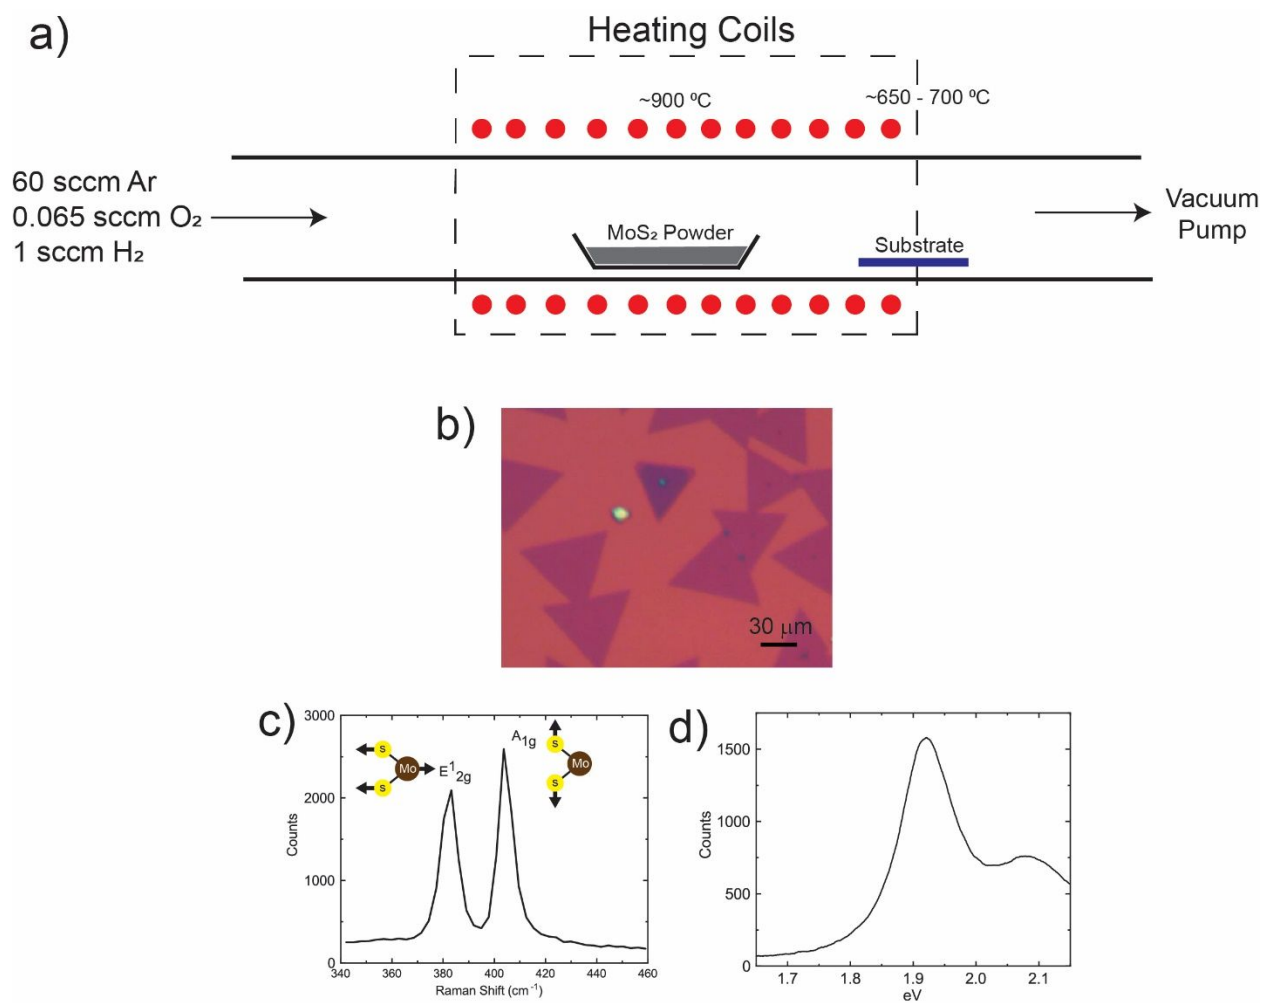 a)
Heating Coils
~900 ºC
~650 - 700 ºC
60 sccm Ar
0.065 sccm O₂
1 sccm H₂
MoS₂ Powder
Substrate
Vacuum
Pump
b)
30 µm
c)
3000
2000
1000
0
Counts
S
S
Mo
E¹₂g
A₁g
S
S
Mo
340
360
380
400
420
440
460
Raman Shift (cm⁻¹)
d)
1500
1000
500
0
Counts
1.7
1.8
1.9
2.0
2.1
eV